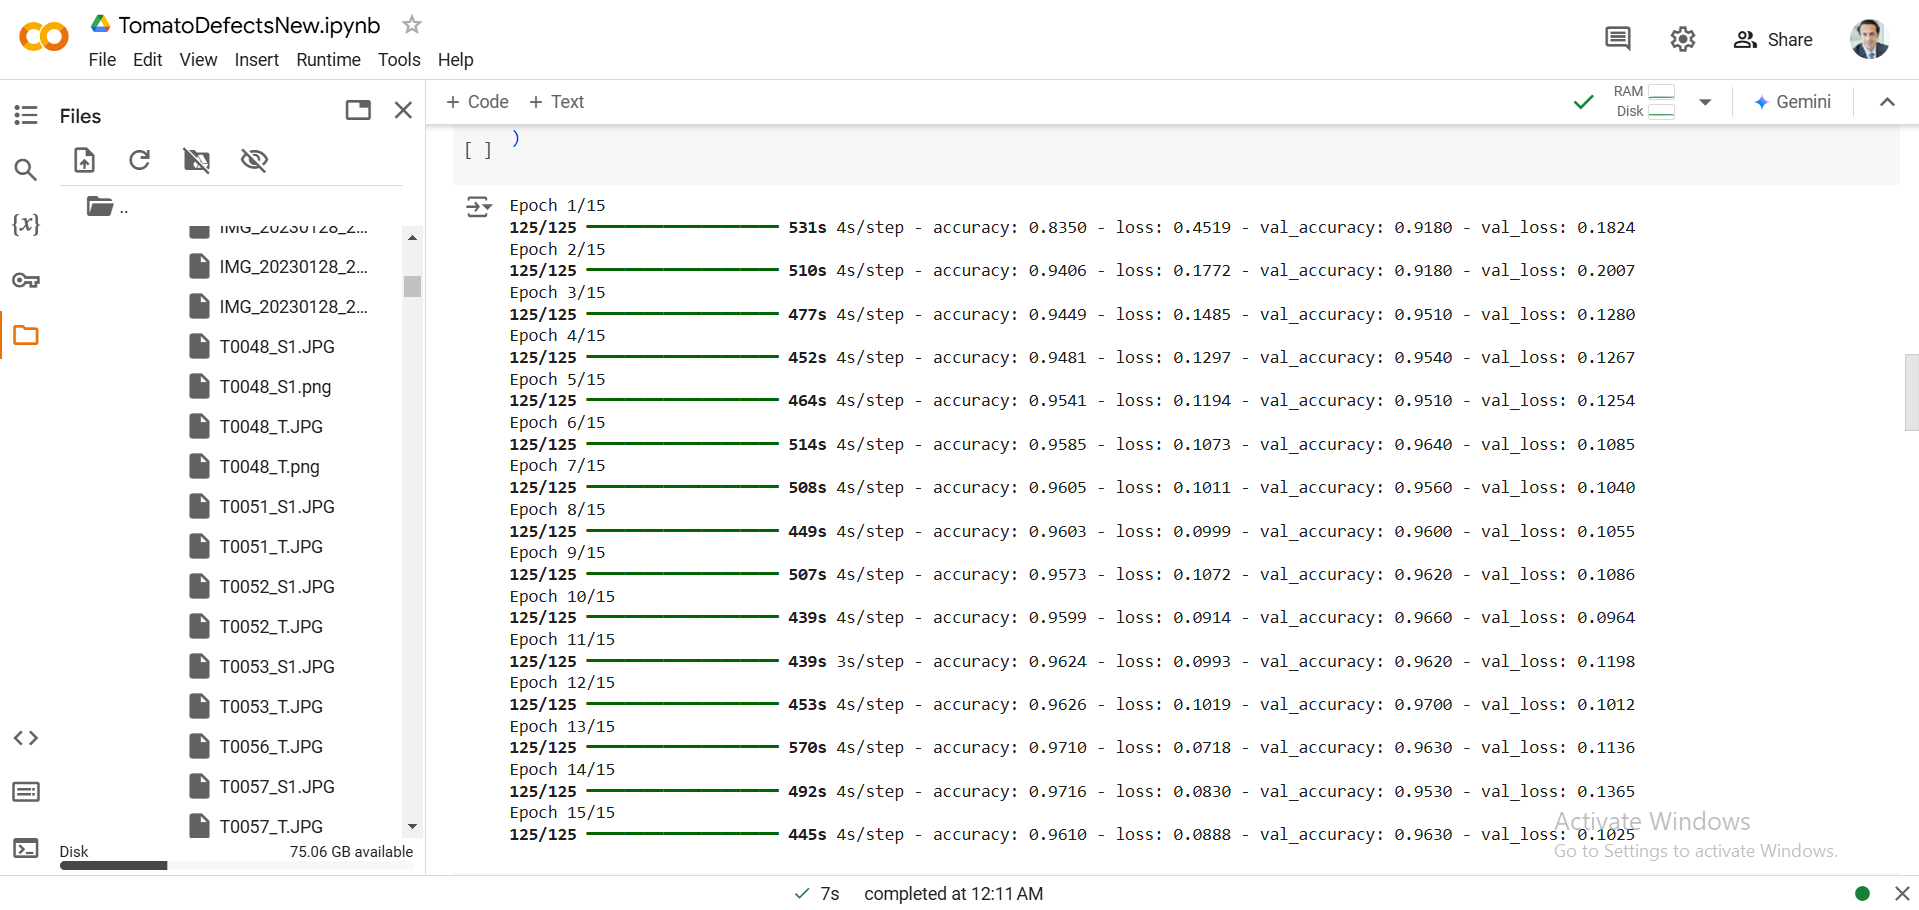 TomatoDefectsNew.ipynb
File Edit View Insert Runtime Tools Help
Share
Files
+ Code + Text
RAM
Disk
Gemini
..
IMG_20230128_2...
IMG_20230128_2...
IMG_20230128_2...
T0048_S1.JPG
T0048_S1.png
T0048_T.JPG
T0048_T.png
T0051_S1.JPG
T0051_T.JPG
T0052_S1.JPG
T0052_T.JPG
T0053_S1.JPG
T0053_T.JPG
T0056_T.JPG
T0057_S1.JPG
T0057_T.JPG
Disk 75.06 GB available
{x}
)
[ ]
Epoch 1/15
125/125 531s 4s/step - accuracy: 0.8350 - loss: 0.4519 - val_accuracy: 0.9180 - val_loss: 0.1824
Epoch 2/15
125/125 510s 4s/step - accuracy: 0.9406 - loss: 0.1772 - val_accuracy: 0.9180 - val_loss: 0.2007
Epoch 3/15
125/125 477s 4s/step - accuracy: 0.9449 - loss: 0.1485 - val_accuracy: 0.9510 - val_loss: 0.1280
Epoch 4/15
125/125 452s 4s/step - accuracy: 0.9481 - loss: 0.1297 - val_accuracy: 0.9540 - val_loss: 0.1267
Epoch 5/15
125/125 464s 4s/step - accuracy: 0.9541 - loss: 0.1194 - val_accuracy: 0.9510 - val_loss: 0.1254
Epoch 6/15
125/125 514s 4s/step - accuracy: 0.9585 - loss: 0.1073 - val_accuracy: 0.9640 - val_loss: 0.1085
Epoch 7/15
125/125 508s 4s/step - accuracy: 0.9605 - loss: 0.1011 - val_accuracy: 0.9560 - val_loss: 0.1040
Epoch 8/15
125/125 449s 4s/step - accuracy: 0.9603 - loss: 0.0999 - val_accuracy: 0.9600 - val_loss: 0.1055
Epoch 9/15
125/125 507s 4s/step - accuracy: 0.9573 - loss: 0.1072 - val_accuracy: 0.9620 - val_loss: 0.1086
Epoch 10/15
125/125 439s 4s/step - accuracy: 0.9599 - loss: 0.0914 - val_accuracy: 0.9660 - val_loss: 0.0964
Epoch 11/15
125/125 439s 3s/step - accuracy: 0.9624 - loss: 0.0993 - val_accuracy: 0.9620 - val_loss: 0.1198
Epoch 12/15
125/125 453s 4s/step - accuracy: 0.9626 - loss: 0.1019 - val_accuracy: 0.9700 - val_loss: 0.1012
Epoch 13/15
125/125 570s 4s/step - accuracy: 0.9710 - loss: 0.0718 - val_accuracy: 0.9630 - val_loss: 0.1136
Epoch 14/15
125/125 492s 4s/step - accuracy: 0.9716 - loss: 0.0830 - val_accuracy: 0.9530 - val_loss: 0.1365
Epoch 15/15
125/125 445s 4s/step - accuracy: 0.9610 - loss: 0.0888 - val_accuracy: 0.9630 - val_loss: 0.1025
Activate Windows
Go to Settings to activate Windows.
7s completed at 12:11 AM